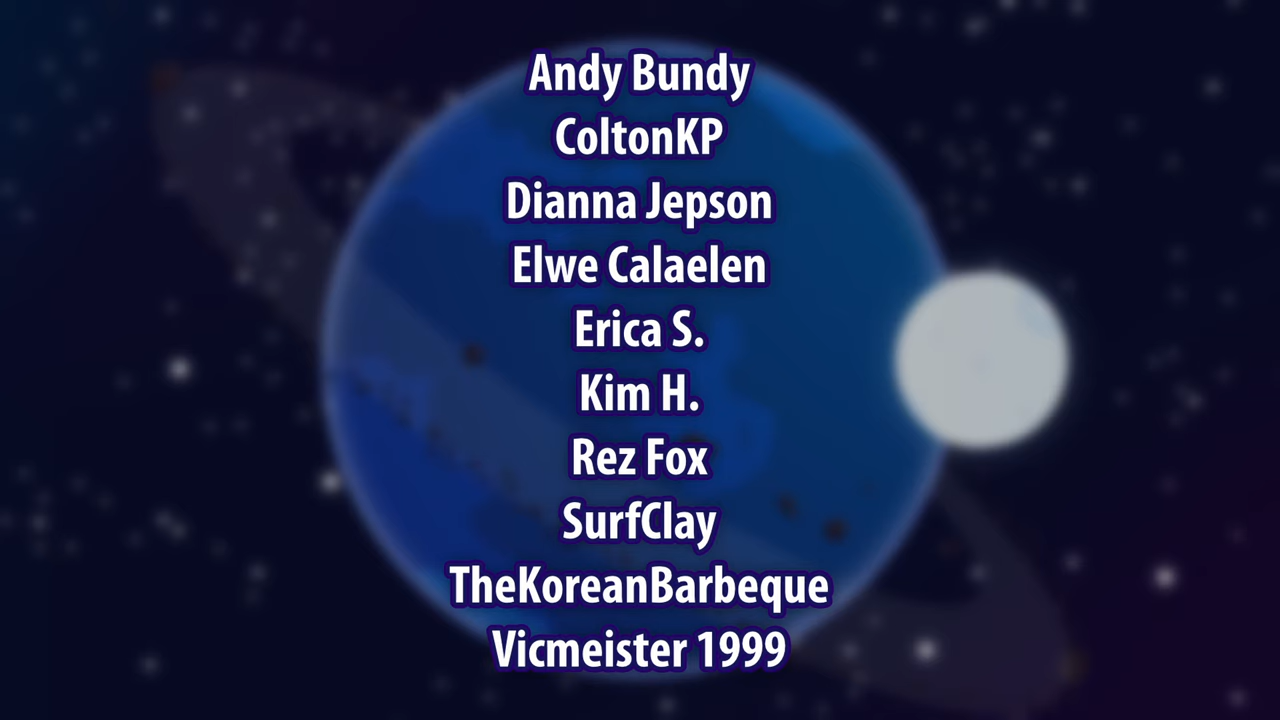 Andy Bundy
ColtonKP
Dianna Jepson
Elwe Calaelen
Erica S.
Kim H.
Rez Fox
SurfClay
TheKoreanBarbeque
Vicmeister 1999